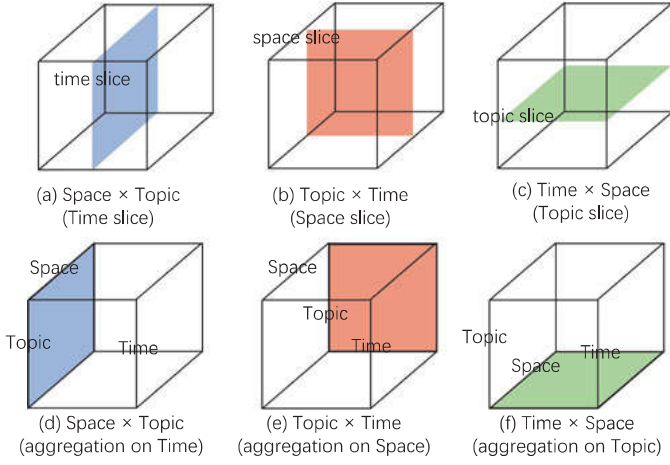 time slice
space slice
topic slice
(a) Space × Topic
(Time slice)
(b) Topic × Time
(Space slice)
(c) Time × Space
(Topic slice)
Space
Topic
Time
Space
Topic
Time
Topic
Space
Time
(d) Space × Topic
(aggregation on Time)
(e) Topic × Time
(aggregation on Space)
(f) Time × Space
(aggregation on Topic)